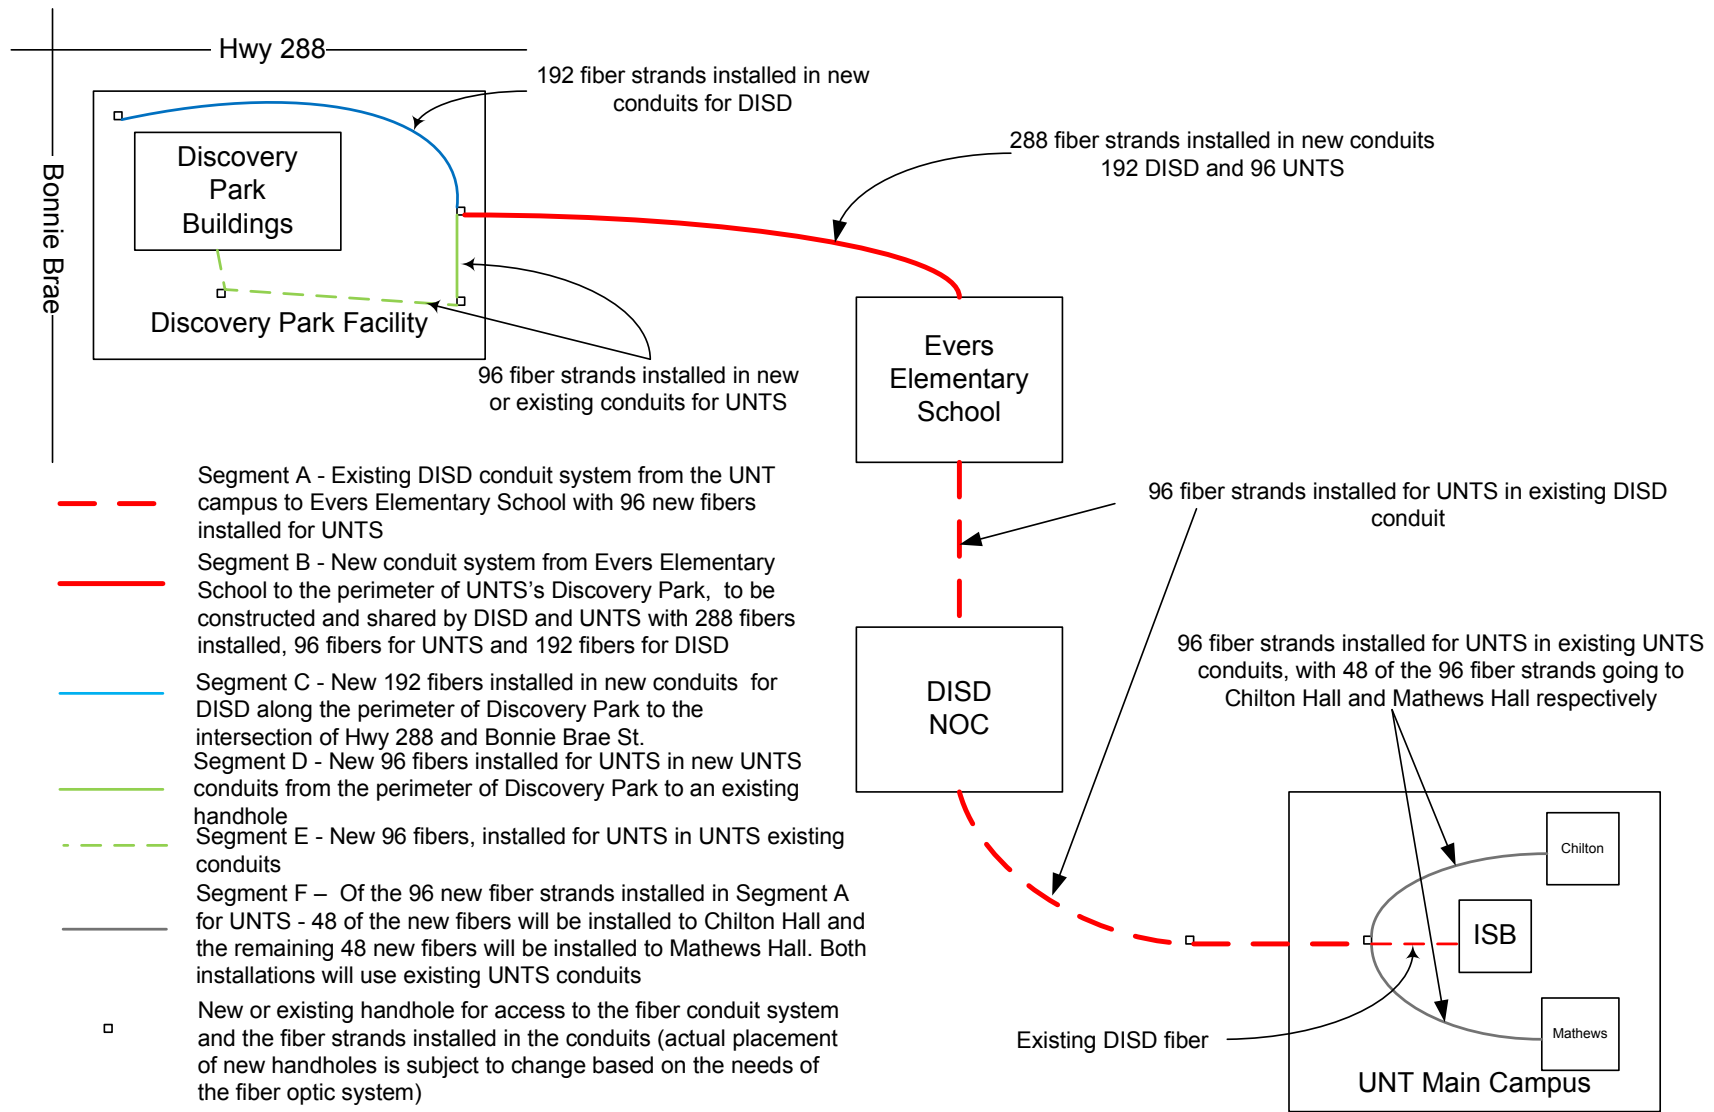 Hwy 288
192 fiber strands installed in new
conduits for DISD
288 fiber strands installed in new conduits
192 DISD and 96 UNTS
Bonnie Brae
Discovery
Park
Buildings
Discovery Park Facility
96 fiber strands installed in new
or existing conduits for UNTS
Evers
Elementary
School
96 fiber strands installed for UNTS in existing DISD
conduit
DISD
NOC
96 fiber strands installed for UNTS in existing UNTS
conduits, with 48 of the 96 fiber strands going to
Chilton Hall and Mathews Hall respectively
Chilton
ISB
Mathews
Existing DISD fiber
UNT Main Campus
Segment A - Existing DISD conduit system from the UNT
campus to Evers Elementary School with 96 new fibers
installed for UNTS
Segment B - New conduit system from Evers Elementary
School to the perimeter of UNTS's Discovery Park,  to be
constructed and shared by DISD and UNTS with 288 fibers
installed, 96 fibers for UNTS and 192 fibers for DISD
Segment C - New 192 fibers installed in new conduits  for
DISD along the perimeter of Discovery Park to the
intersection of Hwy 288 and Bonnie Brae St.
Segment D - New 96 fibers installed for UNTS in new UNTS
conduits from the perimeter of Discovery Park to an existing
handhole
Segment E - New 96 fibers, installed for UNTS in UNTS existing
conduits
Segment F –  Of the 96 new fiber strands installed in Segment A
for UNTS - 48 of the new fibers will be installed to Chilton Hall and
the remaining 48 new fibers will be installed to Mathews Hall. Both
installations will use existing UNTS conduits
New or existing handhole for access to the fiber conduit system
and the fiber strands installed in the conduits (actual placement
of new handholes is subject to change based on the needs of
the fiber optic system)